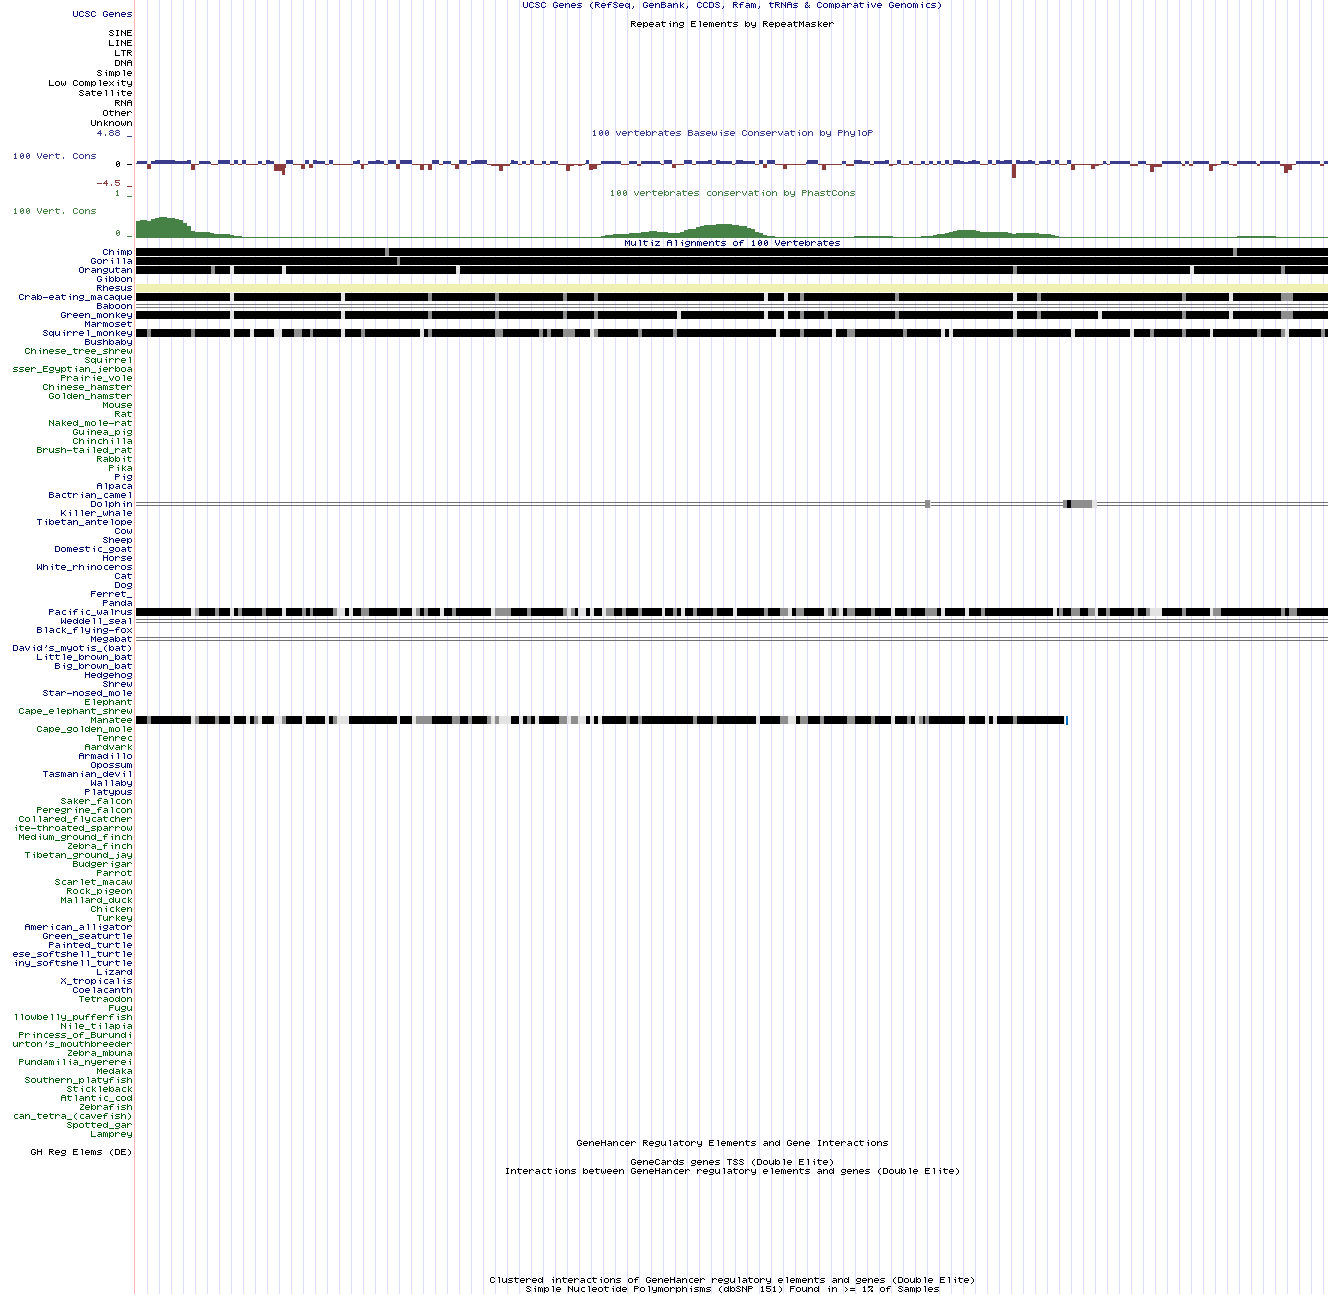 UCSC Genes (RefSeq, GenBank, CCDS, Rfam, tRNAs & Comparative Genomics)
UCSC Genes
Repeating Elements by RepeatMasker
SINE
LINE
LTR
DNA
Simple
Low Complexity
Satellite
RNA
Other
Unknown
4.88 _
100 vertebrates Basewise Conservation by PhyloP
100 Vert. Cons
0 _
-4.5 _
1 _
100 vertebrates conservation by PhastCons
100 Vert. Cons
0 _
Multiz Alignments of 100 Vertebrates
Chimp
Gorilla
Orangutan
Gibbon
Rhesus
Crab-eating_macaque
Baboon
Green_monkey
Marmoset
Squirrel_monkey
Bushbaby
Chinese_tree_shrew
Squirrel
sser_Egyptian_jerboa
Prairie_vole
Chinese_hamster
Golden_hamster
Mouse
Rat
Naked_mole-rat
Guinea_pig
Chinchilla
Brush-tailed_rat
Rabbit
Pika
Pig
Alpaca
Bactrian_camel
Dolphin
Killer_whale
Tibetan_antelope
Cow
Sheep
Domestic_goat
Horse
White_rhinoceros
Cat
Dog
Ferret_
Panda
Pacific_walrus
Weddell_seal
Black_flying-fox
Megabat
David's_myotis_(bat)
Little_brown_bat
Big_brown_bat
Hedgehog
Shrew
Star-nosed_mole
Elephant
Cape_elephant_shrew
Manatee
Cape_golden_mole
Tenrec
Aardvark
Armadillo
Opossum
Tasmanian_devil
Wallaby
Platypus
Saker_falcon
Peregrine_falcon
Collared_flycatcher
ite-throated_sparrow
Medium_ground_finch
Zebra_finch
Tibetan_ground_jay
Budgerigar
Parrot
Scarlet_macaw
Rock_pigeon
Mallard_duck
Chicken
Turkey
American_alligator
Green_seaturtle
Painted_turtle
ese_softshell_turtle
iny_softshell_turtle
Lizard
X_tropicalis
Coelacanth
Tetraodon
Fugu
llowbelly_pufferfish
Nile_tilapia
Princess_of_Burundi
urton's_mouthbreeder
Zebra_mbuna
Pundamilia_nyererei
Medaka
Southern_platyfish
Stickleback
Atlantic_cod
Zebrafish
can_tetra_(cavefish)
Spotted_gar
Lamprey
GeneHancer Regulatory Elements and Gene Interactions
GH Reg Elems (DE)
GeneCards genes TSS (Double Elite)
Interactions between GeneHancer regulatory elements and genes (Double Elite)
Clustered interactions of GeneHancer regulatory elements and genes (Double Elite)
Simple Nucleotide Polymorphisms (dbSNP 151) Found in >= 1% of Samples